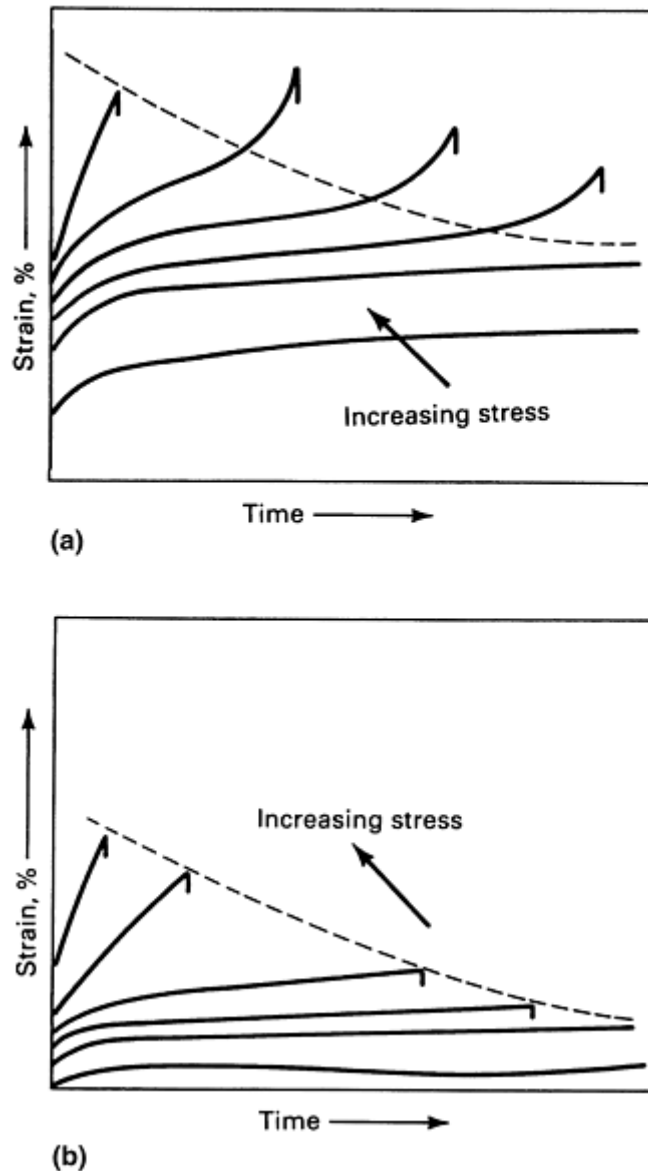 Strain, %
Increasing stress
Time
(a)
Increasing stress
Strain, %
Time
(b)